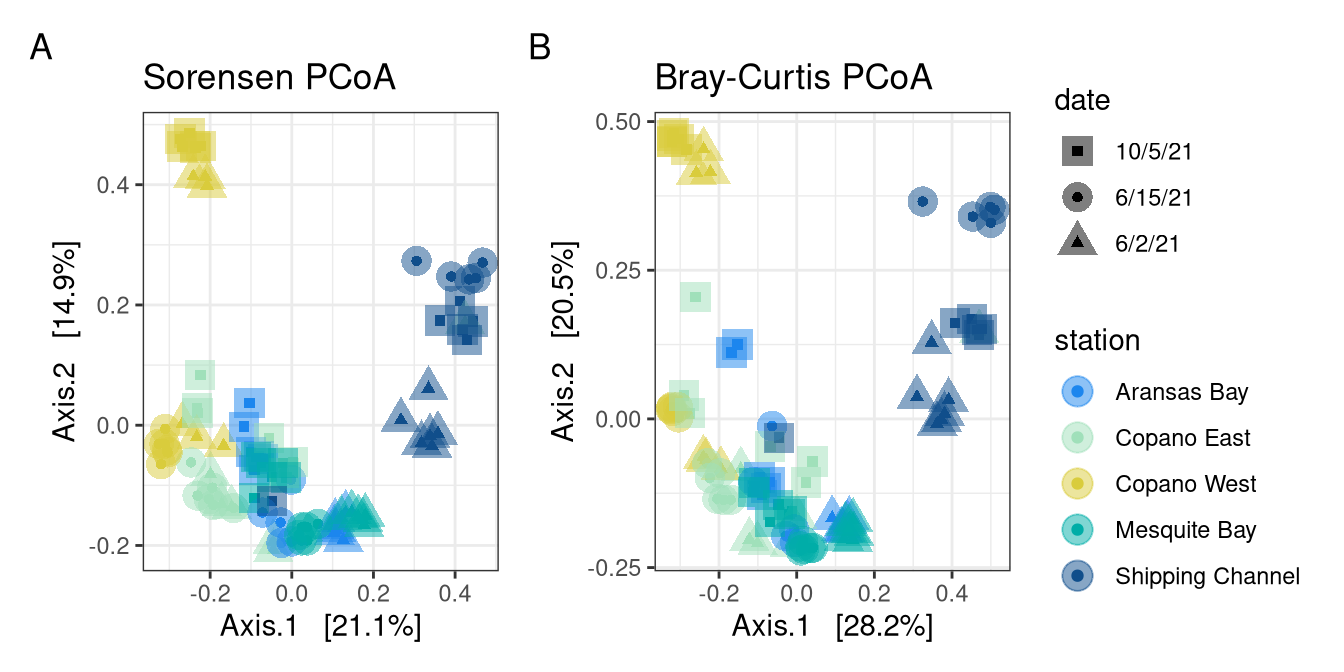 A
B
Sorensen PCoA
Bray-Curtis PCoA
Axis.2 [14.9%]
0.4
0.2
0.0
-0.2
-0.2 0.0 0.2 0.4
Axis.1 [21.1%]
Axis.2 [20.5%]
0.50
0.25
0.00
-0.25
-0.2 0.0 0.2 0.4
Axis.1 [28.2%]
date
10/5/21
6/15/21
6/2/21
station
Aransas Bay
Copano East
Copano West
Mesquite Bay
Shipping Channel